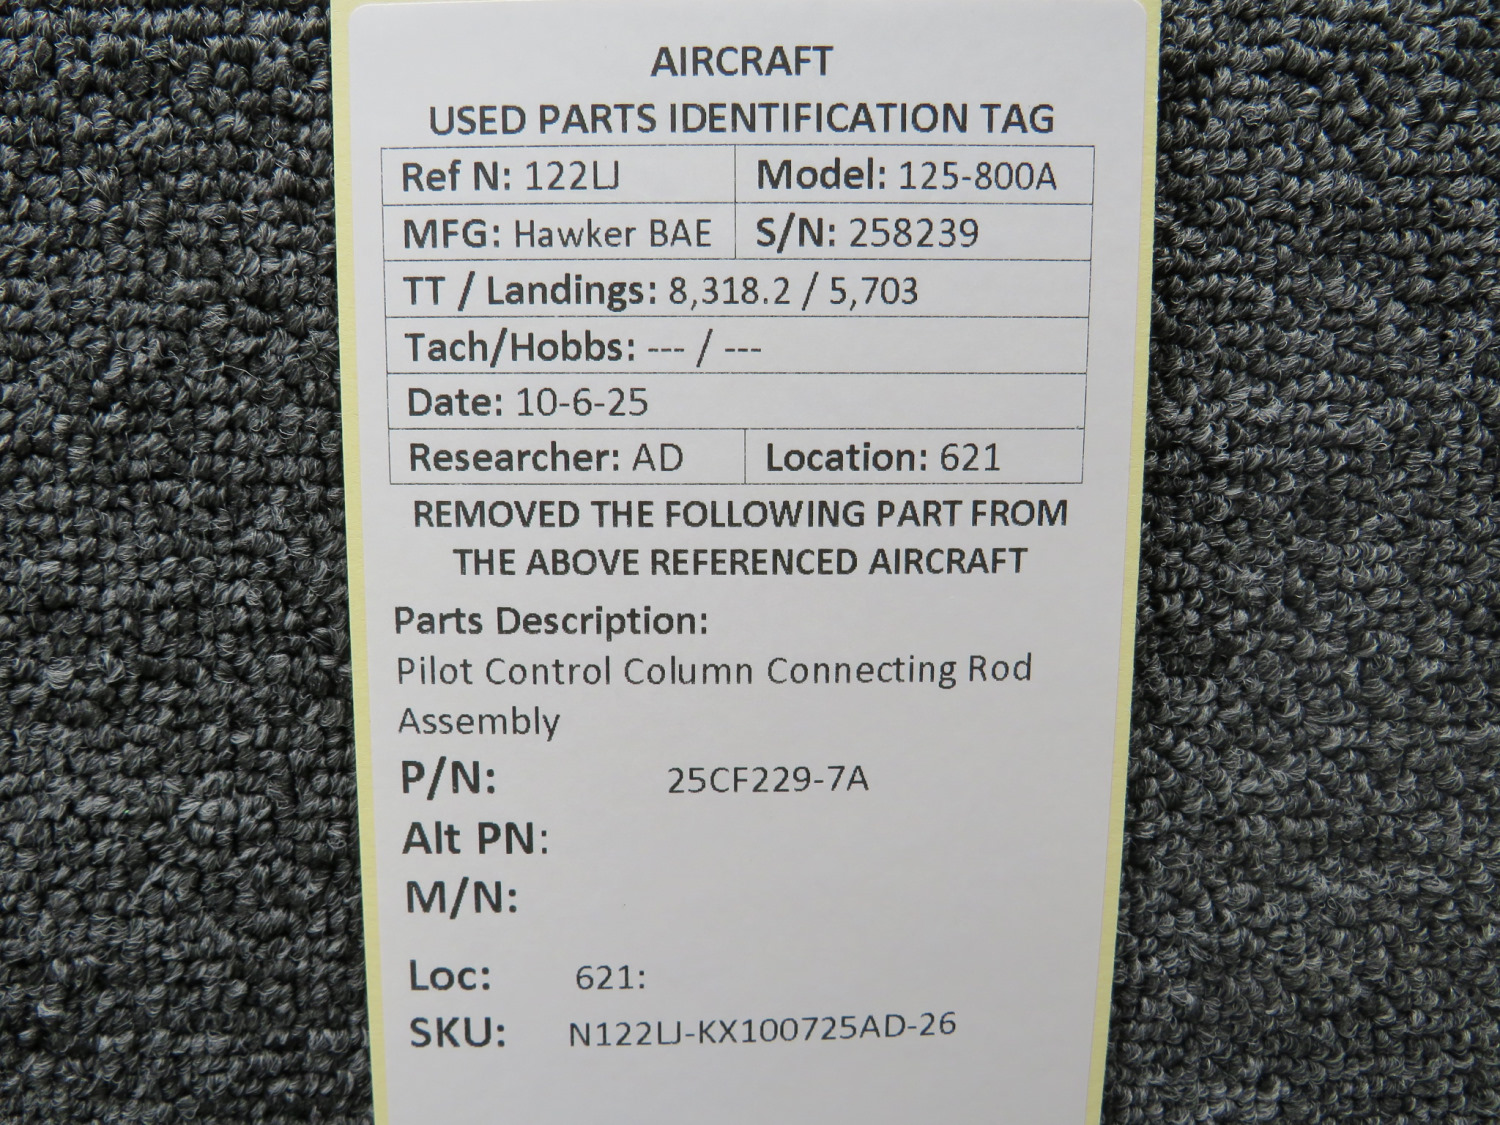 AIRCRAFT
USED PARTS IDENTIFICATION TAG
Ref N: 122LJ Model: 125-800A
MFG: Hawker BAE S/N: 258239
TT / Landings: 8,318.2 / 5,703
Tach/Hobbs: --- / ---
Date: 10-6-25
Researcher: AD Location: 621
REMOVED THE FOLLOWING PART FROM
THE ABOVE REFERENCED AIRCRAFT
Parts Description:
Pilot Control Column Connecting Rod
Assembly
P/N: 25CF229-7A
Alt PN:
M/N:
Loc: 621:
SKU: N122LJ-KX100725AD-26